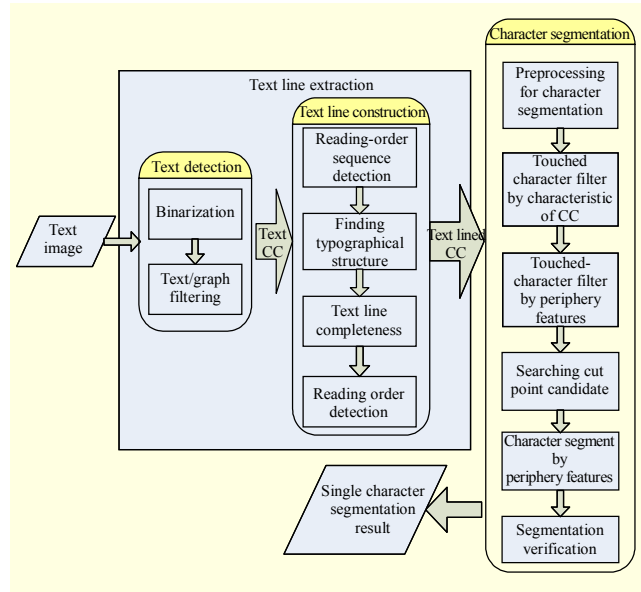 Text line extraction
Text
image
Text detection
Binarization
Text/graph
filtering
Text
CC
Text line construction
Reading-order
sequence
detection
Finding
typographical
structure
Text line
completeness
Reading order
detection
Text lined
CC
Character segmentation
Preprocessing
for character
segmentation
Touched
character filter
by characteristic
of CC
Touched-
character filter
by periphery
features
Searching cut
point candidate
Character segment
by
periphery features
Segmentation
verification
Single character
segmentation
result